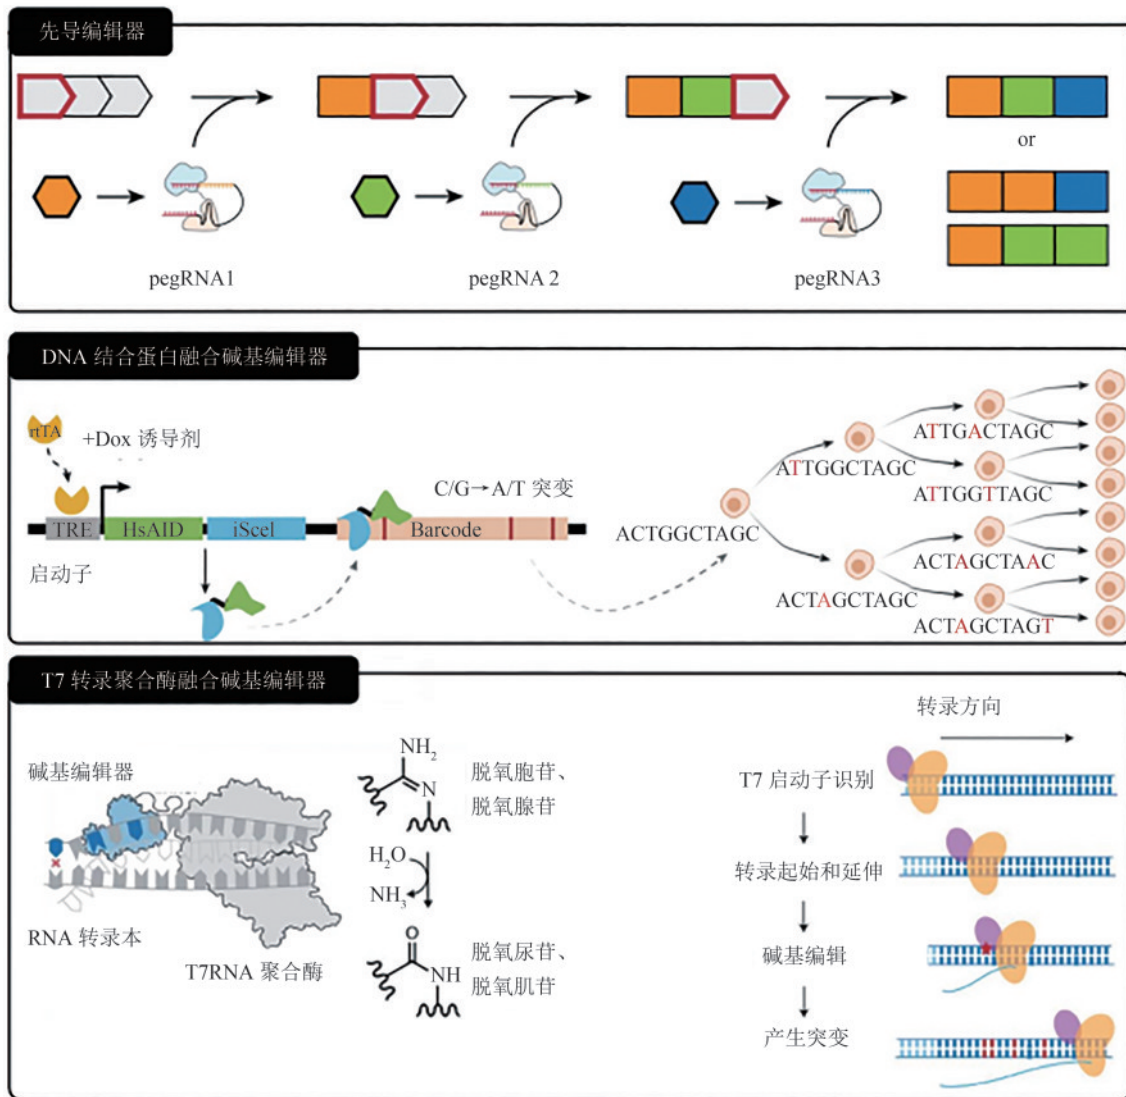 先导编辑器
or
pegRNA1
pegRNA 2
pegRNA3
DNA 结合蛋白融合碱基编辑器
rtTA
+Dox 诱导剂
C/G→A/T 突变
TRE
HsAID
iSceI
Barcode
启动子
ACTGGCTAGC
ATTGGCTAGC
ACTAGCTAGC
ATTGACTAGC
ATTGGTTAGC
ACTAGCTAAC
ACTAGCTAGT
T7 转录聚合酶融合碱基编辑器
碱基编辑器
RNA 转录本
T7RNA 聚合酶
NH2
N
H2O
NH3
O
NH
脱氧胞苷、
脱氧腺苷
脱氧尿苷、
脱氧肌苷
转录方向
T7 启动子识别
转录起始和延伸
碱基编辑
产生突变